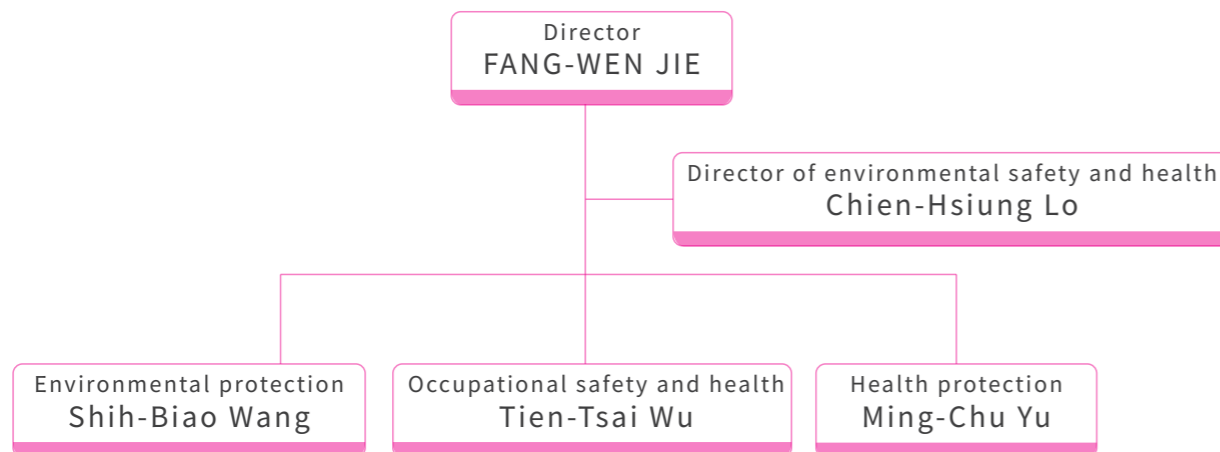 Director
FANG-WEN JIE
Director of environmental safety and health
Chien-Hsiung Lo
Environmental protection
Shih-Biao Wang
Occupational safety and health
Tien-Tsai Wu
Health protection
Ming-Chu Yu